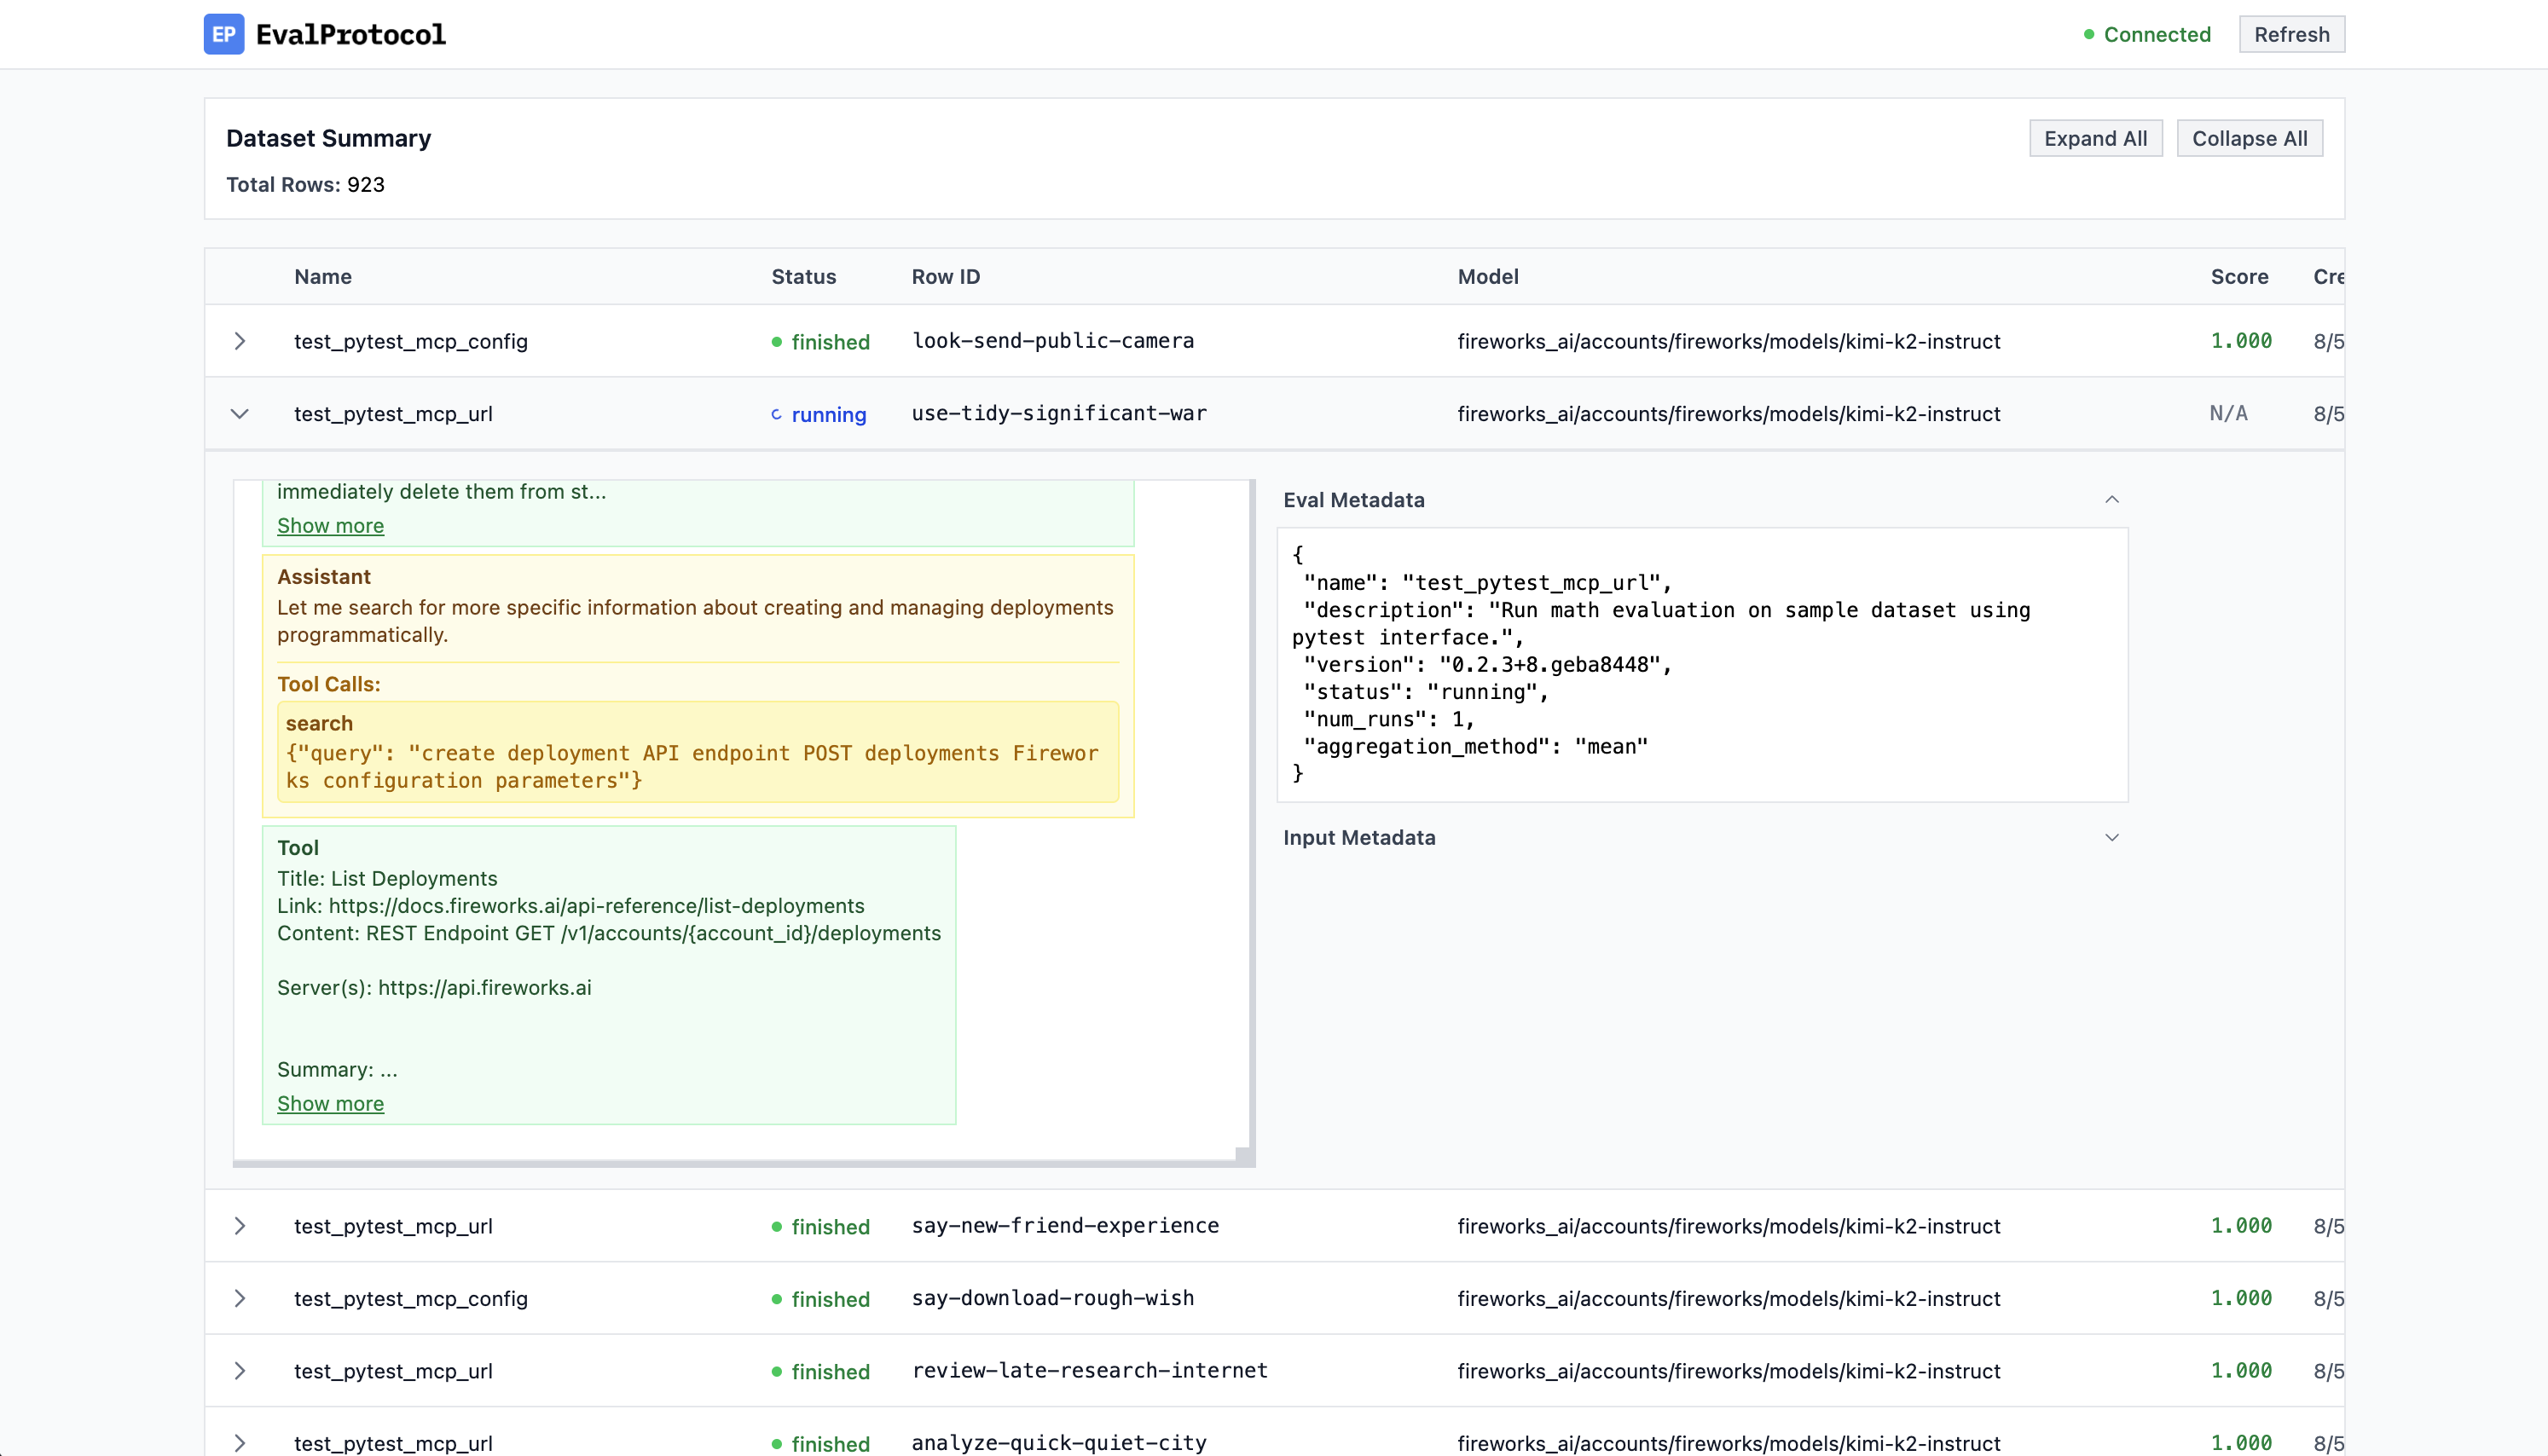 EP EvalProtocol
Connected
Refresh
Dataset Summary
Expand All
Collapse All
Total Rows: 923
Name Status Row ID Model Score Cre
test_pytest_mcp_config finished look-send-public-camera fireworks_ai/accounts/fireworks/models/kimi-k2-instruct 1.000 8/5
test_pytest_mcp_url running use-tidy-significant-war fireworks_ai/accounts/fireworks/models/kimi-k2-instruct N/A 8/5
immediately delete them from st...
Show more
Assistant
Let me search for more specific information about creating and managing deployments
programmatically.
Tool Calls:
search
{"query": "create deployment API endpoint POST deployments Firewor
ks configuration parameters"}
Tool
Title: List Deployments
Link: https://docs.fireworks.ai/api-reference/list-deployments
Content: REST Endpoint GET /v1/accounts/{account_id}/deployments
Server(s): https://api.fireworks.ai
Summary: ...
Show more
Eval Metadata
{
"name": "test_pytest_mcp_url",
"description": "Run math evaluation on sample dataset using
pytest interface.",
"version": "0.2.3+8.geba8448",
"status": "running",
"num_runs": 1,
"aggregation_method": "mean"
}
Input Metadata
test_pytest_mcp_url finished say-new-friend-experience fireworks_ai/accounts/fireworks/models/kimi-k2-instruct 1.000 8/5
test_pytest_mcp_config finished say-download-rough-wish fireworks_ai/accounts/fireworks/models/kimi-k2-instruct 1.000 8/5
test_pytest_mcp_url finished review-late-research-internet fireworks_ai/accounts/fireworks/models/kimi-k2-instruct 1.000 8/5
test_pytest_mcp_url finished analyze-quick-quiet-city fireworks_ai/accounts/fireworks/models/kimi-k2-instruct 1.000 8/5